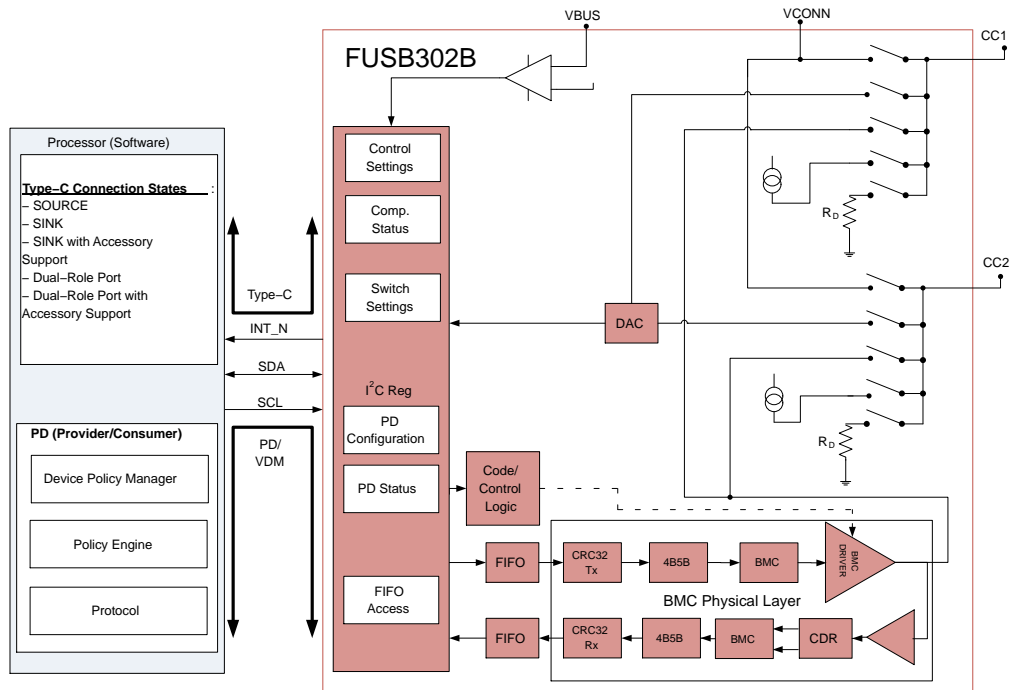 VBUS
VCONN
CC1
FUSB302B
Processor (Software)
Type–C Connection States :
– SOURCE
– SINK
– SINK with Accessory
Support
– Dual–Role Port
– Dual–Role Port with
Accessory Support
Type–C
INT_N
SDA
SCL
PD (Provider/Consumer)
Device Policy Manager
Policy Engine
Protocol
PD/
VDM
Control
Settings
Comp.
Status
Switch
Settings
I²C Reg
PD
Configuration
PD Status
FIFO
Access
Code/
Control
Logic
DAC
RD
CC2
RD
FIFO
CRC32
Tx
4B5B
BMC
BMC
DRIVER
BMC Physical Layer
FIFO
CRC32
Rx
4B5B
BMC
CDR